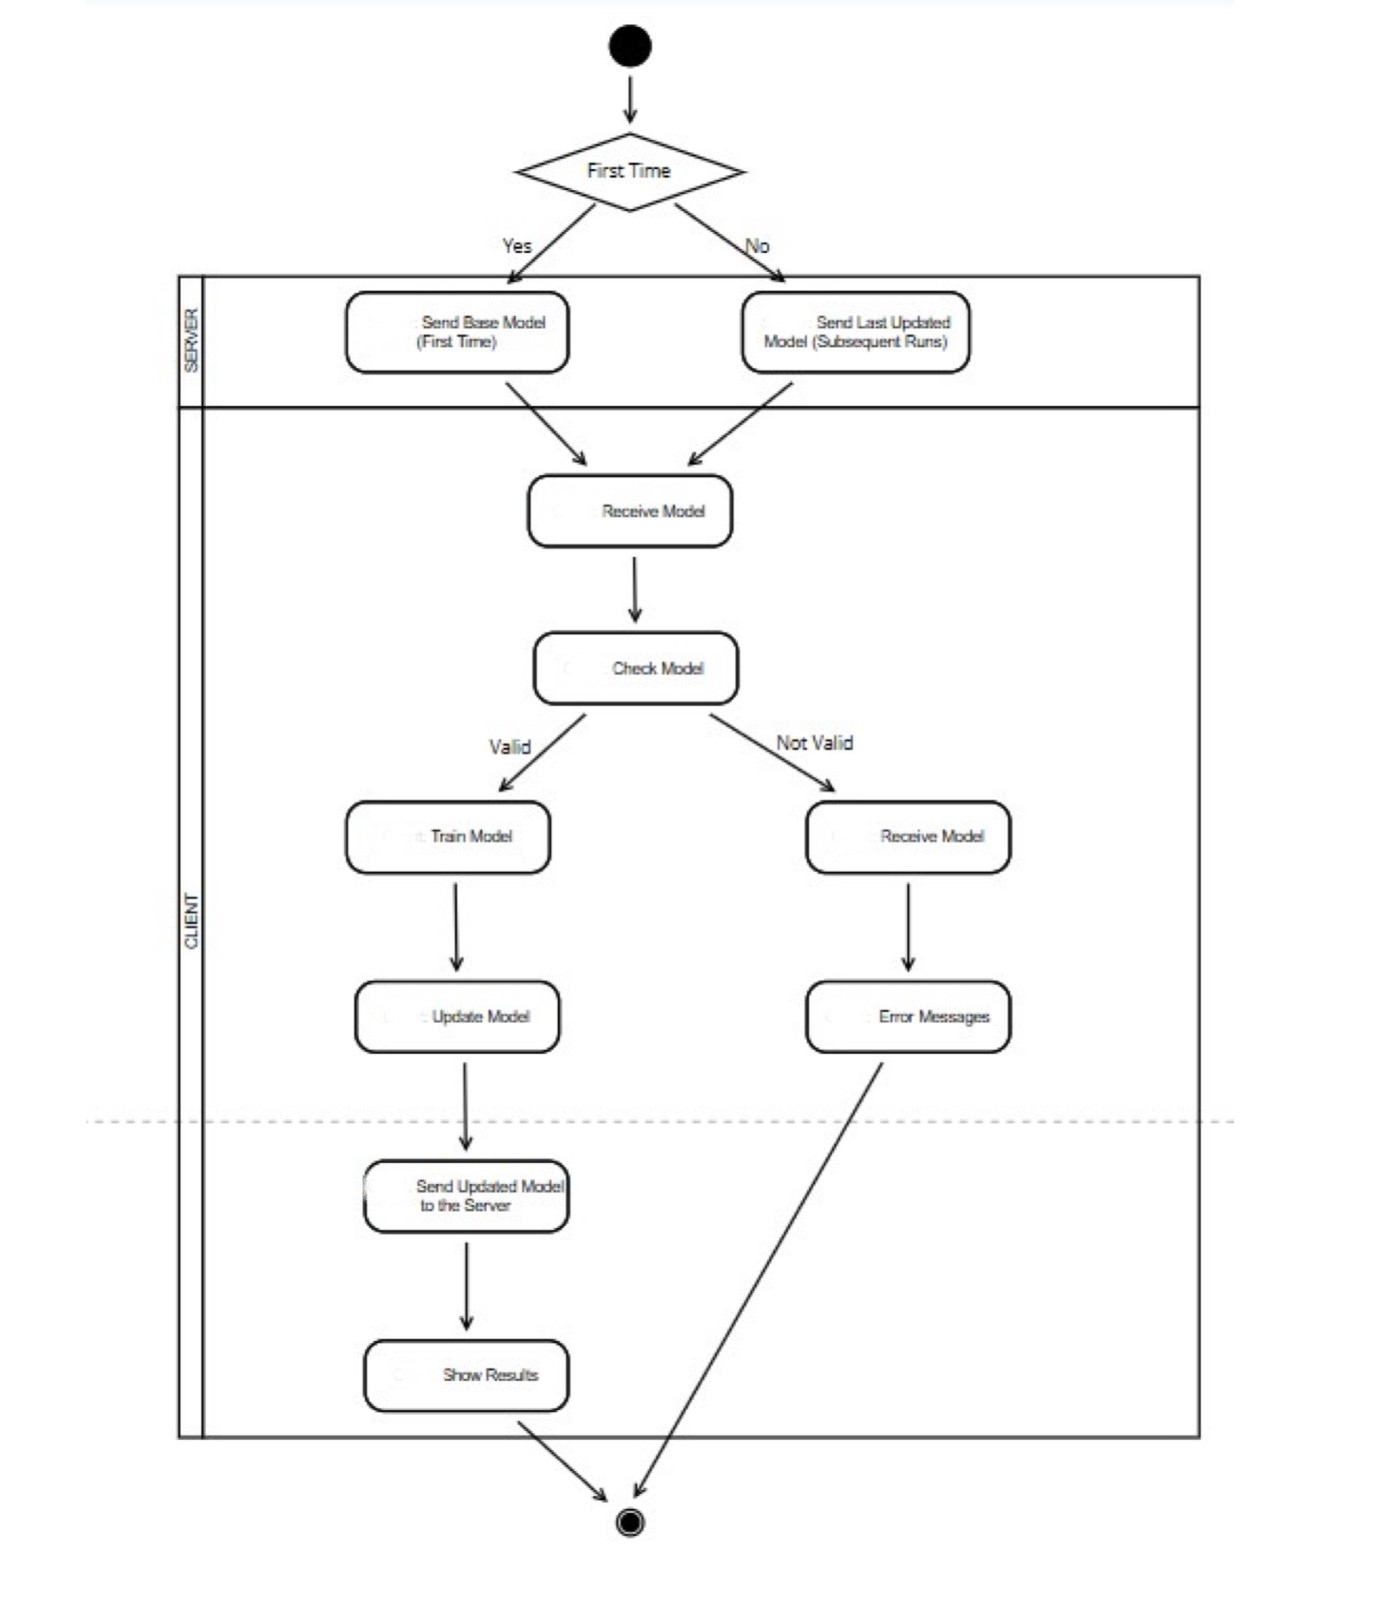 First Time
Yes
No
SERVER
: Send Base Model
(First Time)
Send Last Updated
Model (Subsequent Runs)
Receive Model
Check Model
Valid
Not Valid
Train Model
Receive Model
CLIENT
Update Model
Error Messages
Send Updated Model
to the Server
Show Results